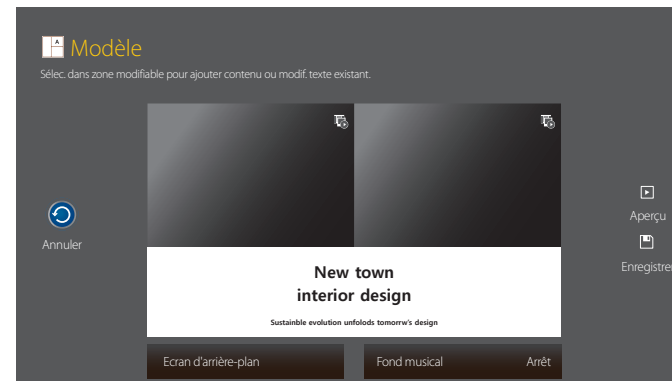 A
Modèle
Sélec. dans zone modifiable pour ajouter contenu ou modif. texte existant.
Annuler
New town
interior design
Sustainble evolution unfolods tomorrw's design
Aperçu
Enregistrer
Ecran d'arrière-plan
Fond musical Arrêt